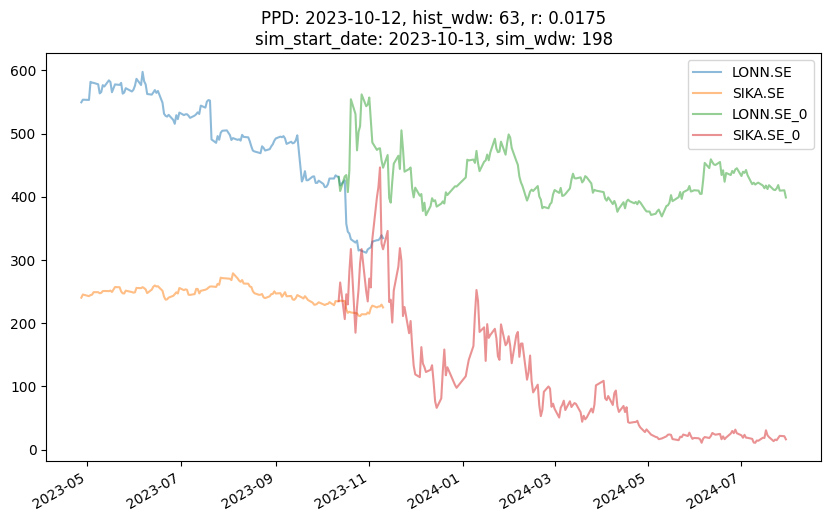 PPD: 2023-10-12, hist_wdw: 63, r: 0.0175
sim_start_date: 2023-10-13, sim_wdw: 198
LONN.SE
SIKA.SE
LONN.SE_0
SIKA.SE_0
600
500
400
300
200
100
0
2023-05
2023-07
2023-09
2023-11
2024-01
2024-03
2024-05
2024-07